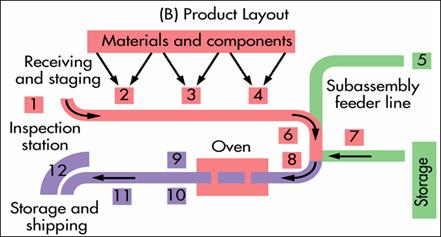 (B) Product Layout
Materials and components
Receiving
and staging
1
2
3
4
5
Subassembly
feeder line
Inspection
station
6
7
Oven
8
9
12
11
10
Storage and
shipping
Storage